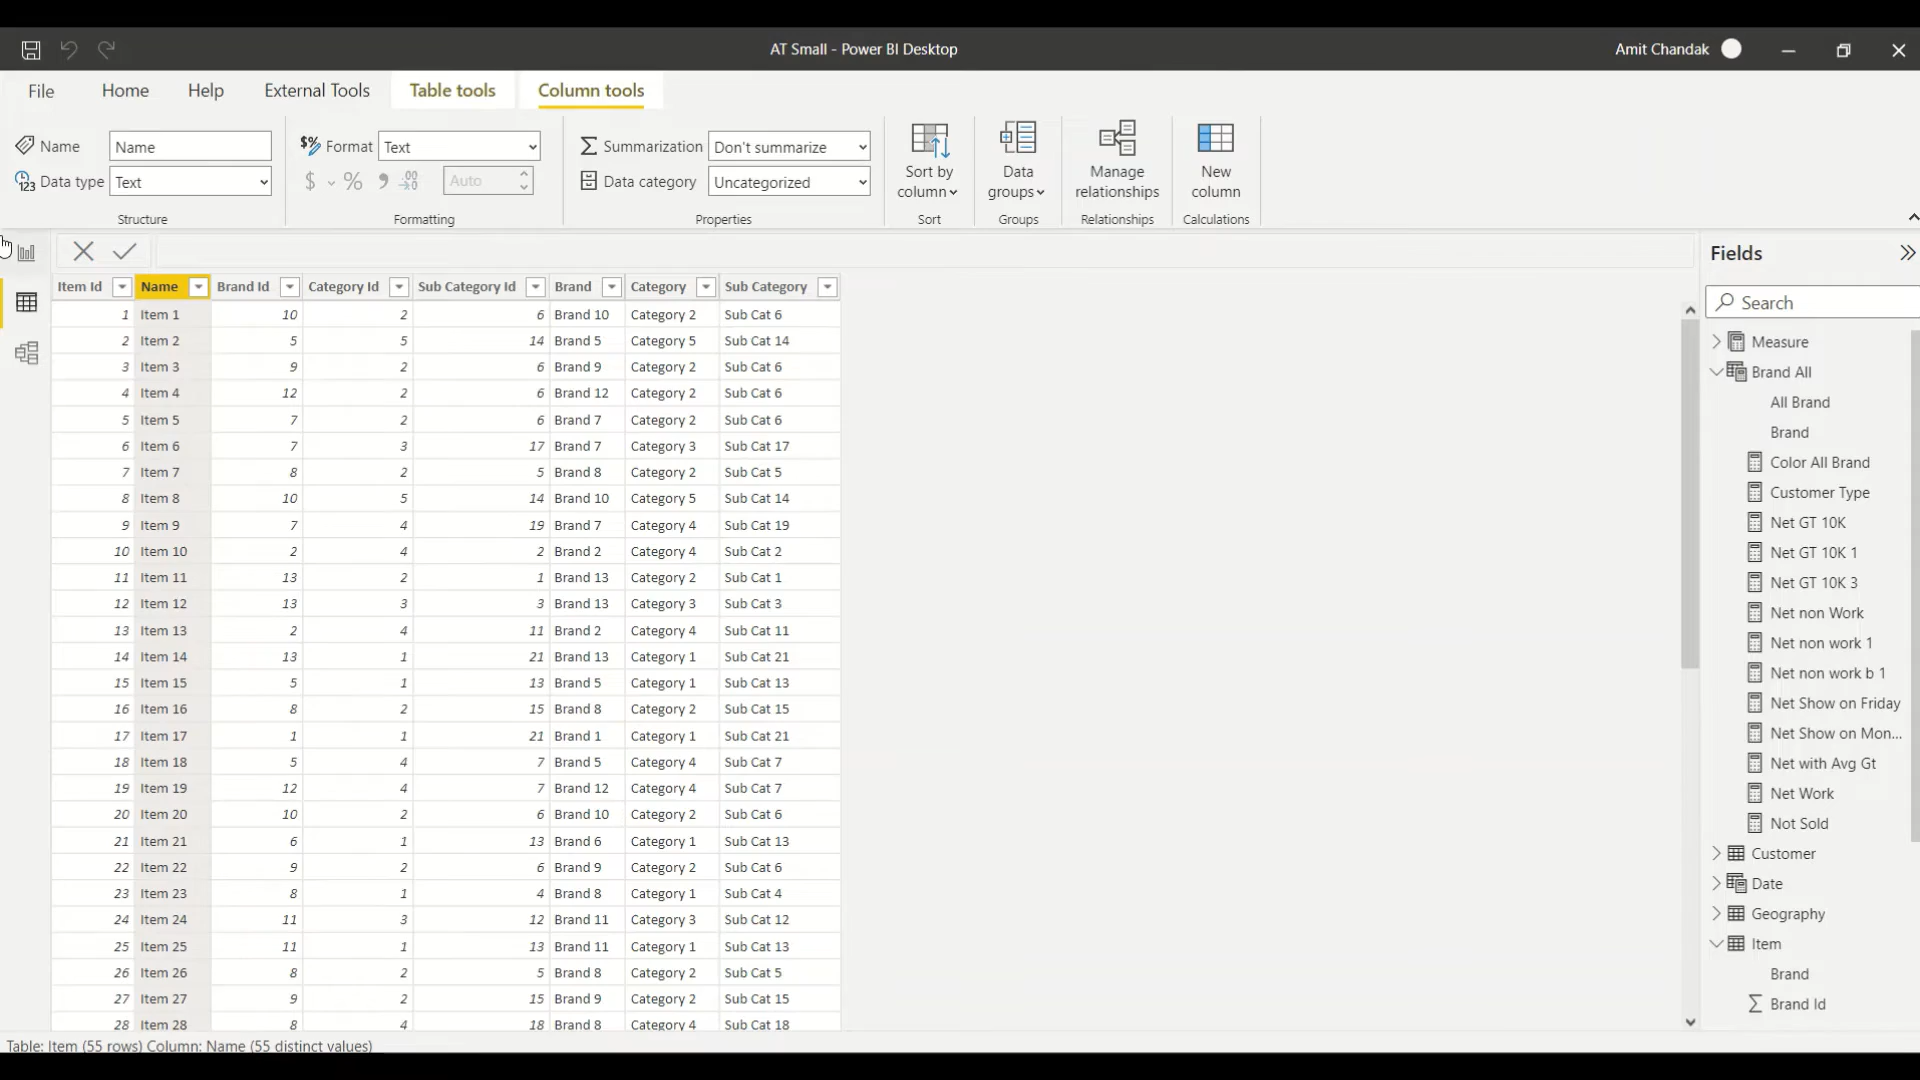 AT Small - Power BI Desktop
Amit Chandak
File Home Help External Tools Table tools Column tools
Name Name
Data type Text
Structure
Format Text
$ % 9 .00 Auto
Formatting
Summarization Don't summarize
Data category Uncategorized
Properties
Sort by
column
Sort
Data
groups
Groups
Manage
relationships
Relationships
New
column
Calculations
Item Id Name Brand Id Category Id Sub Category Id Brand Category Sub Category
1 Item 1 10 2 6 Brand 10 Category 2 Sub Cat 6
2 Item 2 5 5 14 Brand 5 Category 5 Sub Cat 14
3 Item 3 9 2 6 Brand 9 Category 2 Sub Cat 6
4 Item 4 12 2 6 Brand 12 Category 2 Sub Cat 6
5 Item 5 7 2 6 Brand 7 Category 2 Sub Cat 6
6 Item 6 7 3 17 Brand 7 Category 3 Sub Cat 17
7 Item 7 8 2 5 Brand 8 Category 2 Sub Cat 5
8 Item 8 10 5 14 Brand 10 Category 5 Sub Cat 14
9 Item 9 7 4 19 Brand 7 Category 4 Sub Cat 19
10 Item 10 2 4 2 Brand 2 Category 4 Sub Cat 2
11 Item 11 13 2 1 Brand 13 Category 2 Sub Cat 1
12 Item 12 13 3 3 Brand 13 Category 3 Sub Cat 3
13 Item 13 2 4 11 Brand 2 Category 4 Sub Cat 11
14 Item 14 13 1 21 Brand 13 Category 1 Sub Cat 21
15 Item 15 5 1 13 Brand 5 Category 1 Sub Cat 13
16 Item 16 8 2 15 Brand 8 Category 2 Sub Cat 15
17 Item 17 1 1 21 Brand 1 Category 1 Sub Cat 21
18 Item 18 5 4 7 Brand 5 Category 4 Sub Cat 7
19 Item 19 12 4 7 Brand 12 Category 4 Sub Cat 7
20 Item 20 10 2 6 Brand 10 Category 2 Sub Cat 6
21 Item 21 6 1 13 Brand 6 Category 1 Sub Cat 13
22 Item 22 9 2 6 Brand 9 Category 2 Sub Cat 6
23 Item 23 8 1 4 Brand 8 Category 1 Sub Cat 4
24 Item 24 11 3 12 Brand 11 Category 3 Sub Cat 12
25 Item 25 11 1 13 Brand 11 Category 1 Sub Cat 13
26 Item 26 8 2 5 Brand 8 Category 2 Sub Cat 5
27 Item 27 9 2 15 Brand 9 Category 2 Sub Cat 15
28 Item 28 8 4 18 Brand 8 Category 4 Sub Cat 18
Table: Item (55 rows) Column: Name (55 distinct values)
Fields
Search
Measure
Brand All
All Brand
Brand
Color All Brand
Customer Type
Net GT 10K
Net GT 10K 1
Net GT 10K 3
Net non Work
Net non work 1
Net non work b 1
Net Show on Friday
Net Show on Mon...
Net with Avg Gt
Net Work
Not Sold
Customer
Date
Geography
Item
Brand
Brand Id